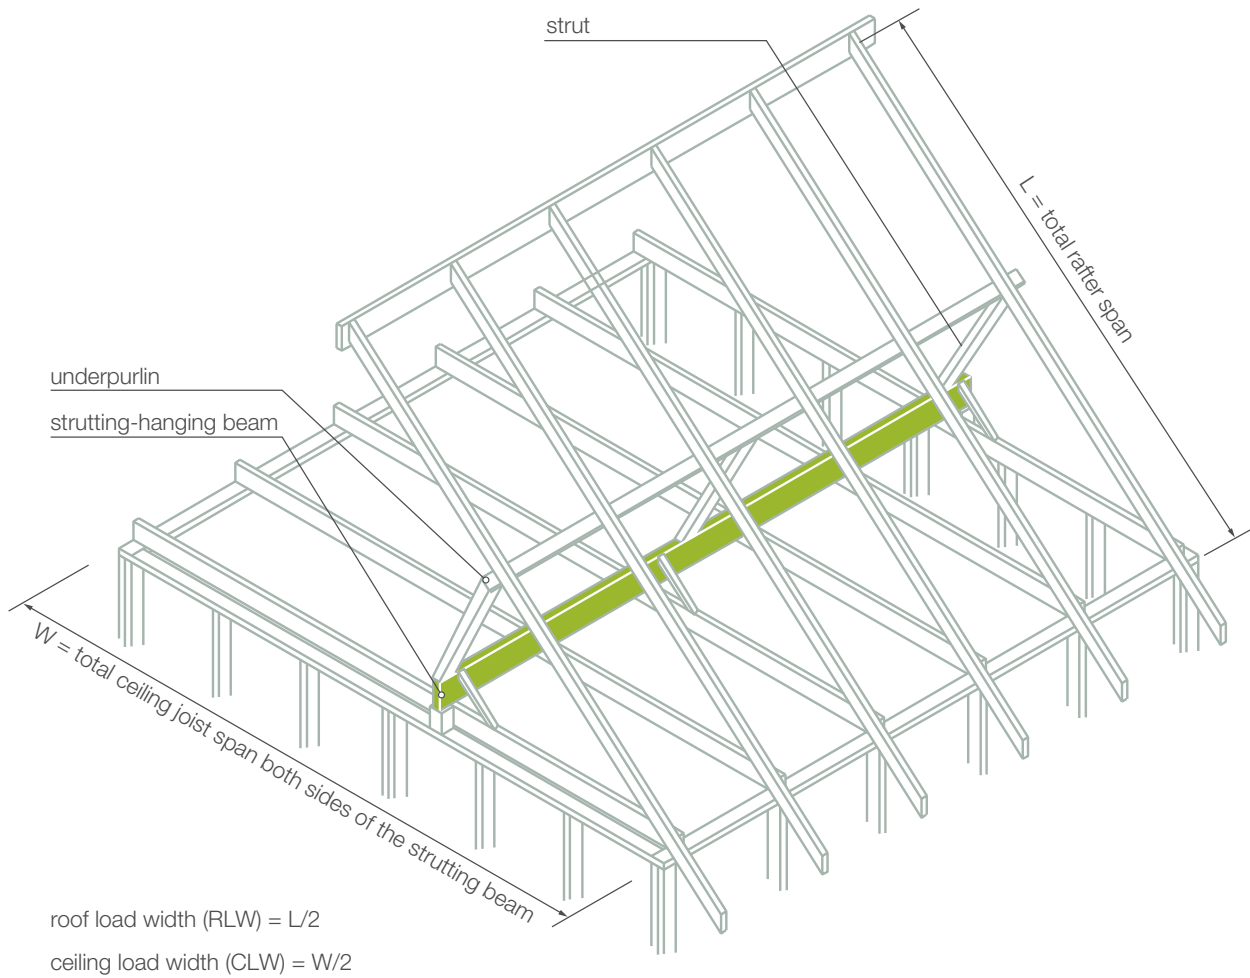 strut
L = total rafter span
underpurlin
strutting-hanging beam
W = total ceiling joist span both sides of the strutting beam
roof load width (RLW) = L/2
ceiling load width (CLW) = W/2